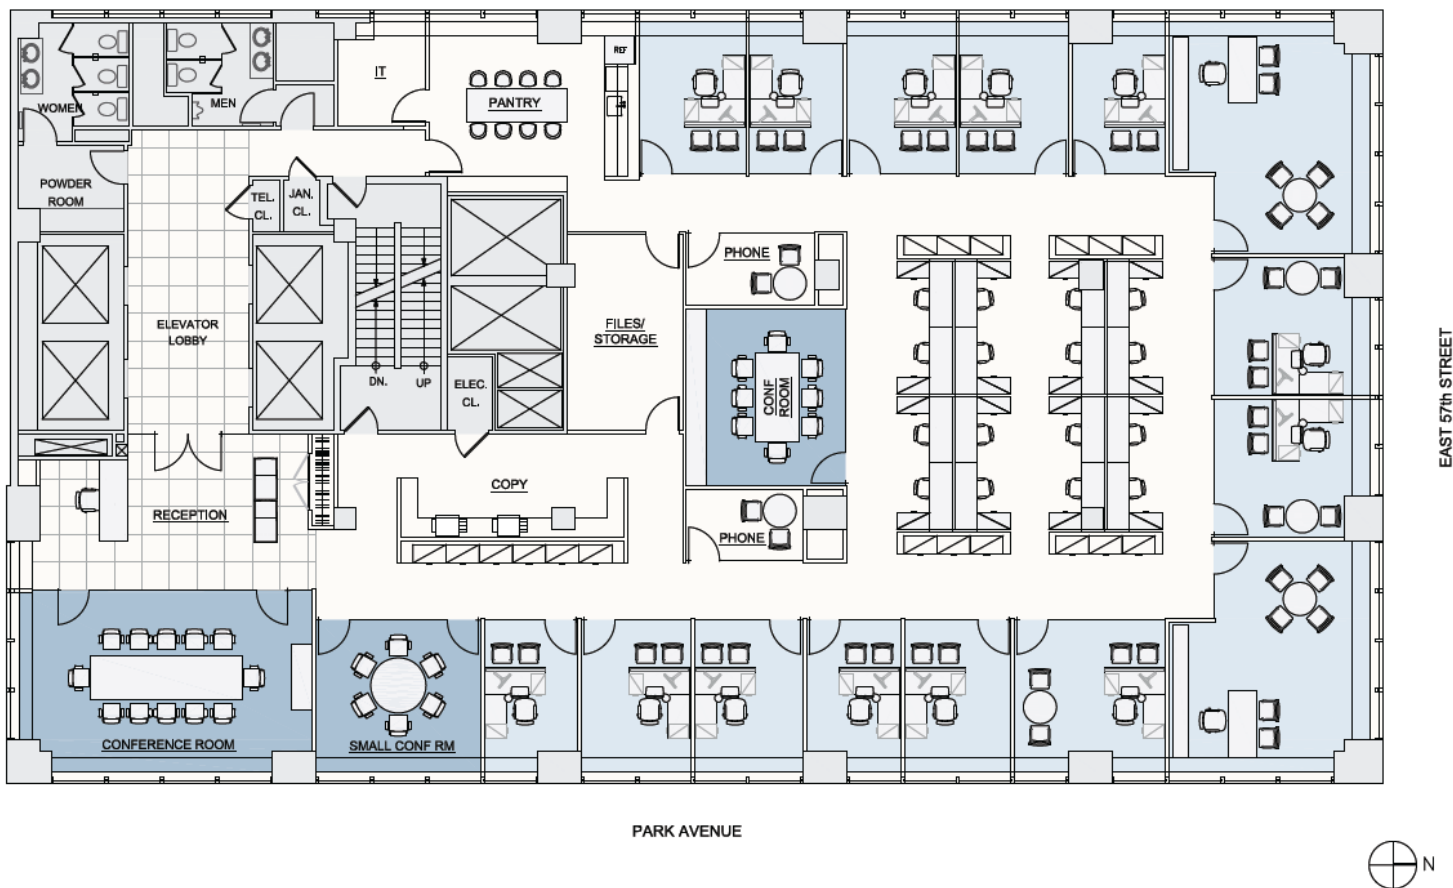 REF
IT
PANTRY
WOMEN
MEN
POWDER
ROOM
TEL.
CL.
JAN.
CL.
PHONE
ELEVATOR
LOBBY
FILES/
STORAGE
DN.
UP
ELEC.
CL.
CONF
ROOM
EAST 57th STREET
COPY
RECEPTION
PHONE
CONFERENCE ROOM
SMALL CONF RM
PARK AVENUE
N